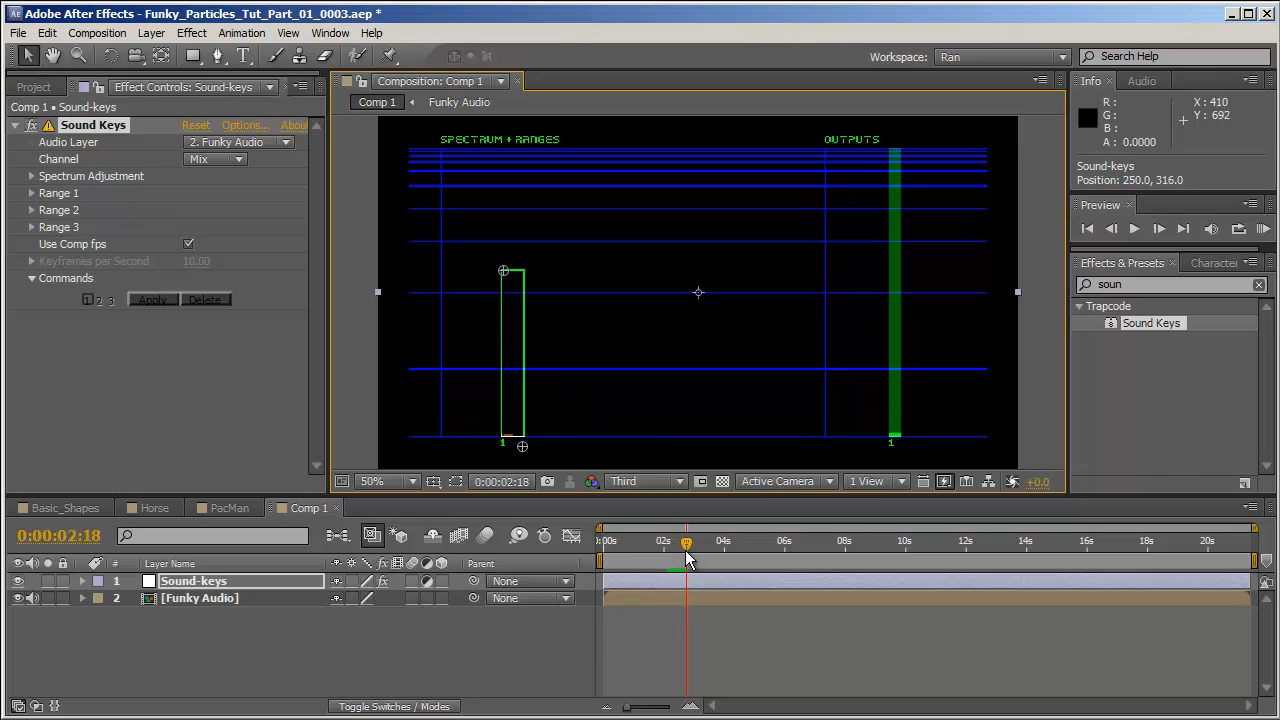 Adobe After Effects - Funky_Particles_Tut_Part_01_0003.aep *
File Edit Composition Layer Effect Animation View Window Help
Workspace: Ran Search Help
Project Effect Controls: Sound-keys Composition: Comp 1 Info Audio
Comp 1 • Sound-keys Comp 1 Funky Audio
Sound Keys Reset Options... About
Audio Layer 2. Funky Audio
Channel Mix
Spectrum Adjustment
Range 1
Range 2
Range 3
Use Comp fps
Keyframes per Second 10.00
Commands
1 2 3 Apply Delete
SPECTRUM + RANGES OUTPUTS
1 1
50% 0:00:02:18 Third Active Camera 1 View +0.0
R : X : 410
G : Y : 692
B :
A : 0.0000
Sound-keys
Position: 250.0, 316.0
Preview
Effects & Presets Character
soun
Trapcode
Sound Keys
Basic_Shapes Horse PacMan Comp 1
0:00:02:18
:00s 02s 04s 06s 08s 10s 12s 14s 16s 18s 20s
# Layer Name Parent
1 Sound-keys None
2 [Funky Audio] None
Toggle Switches / Modes